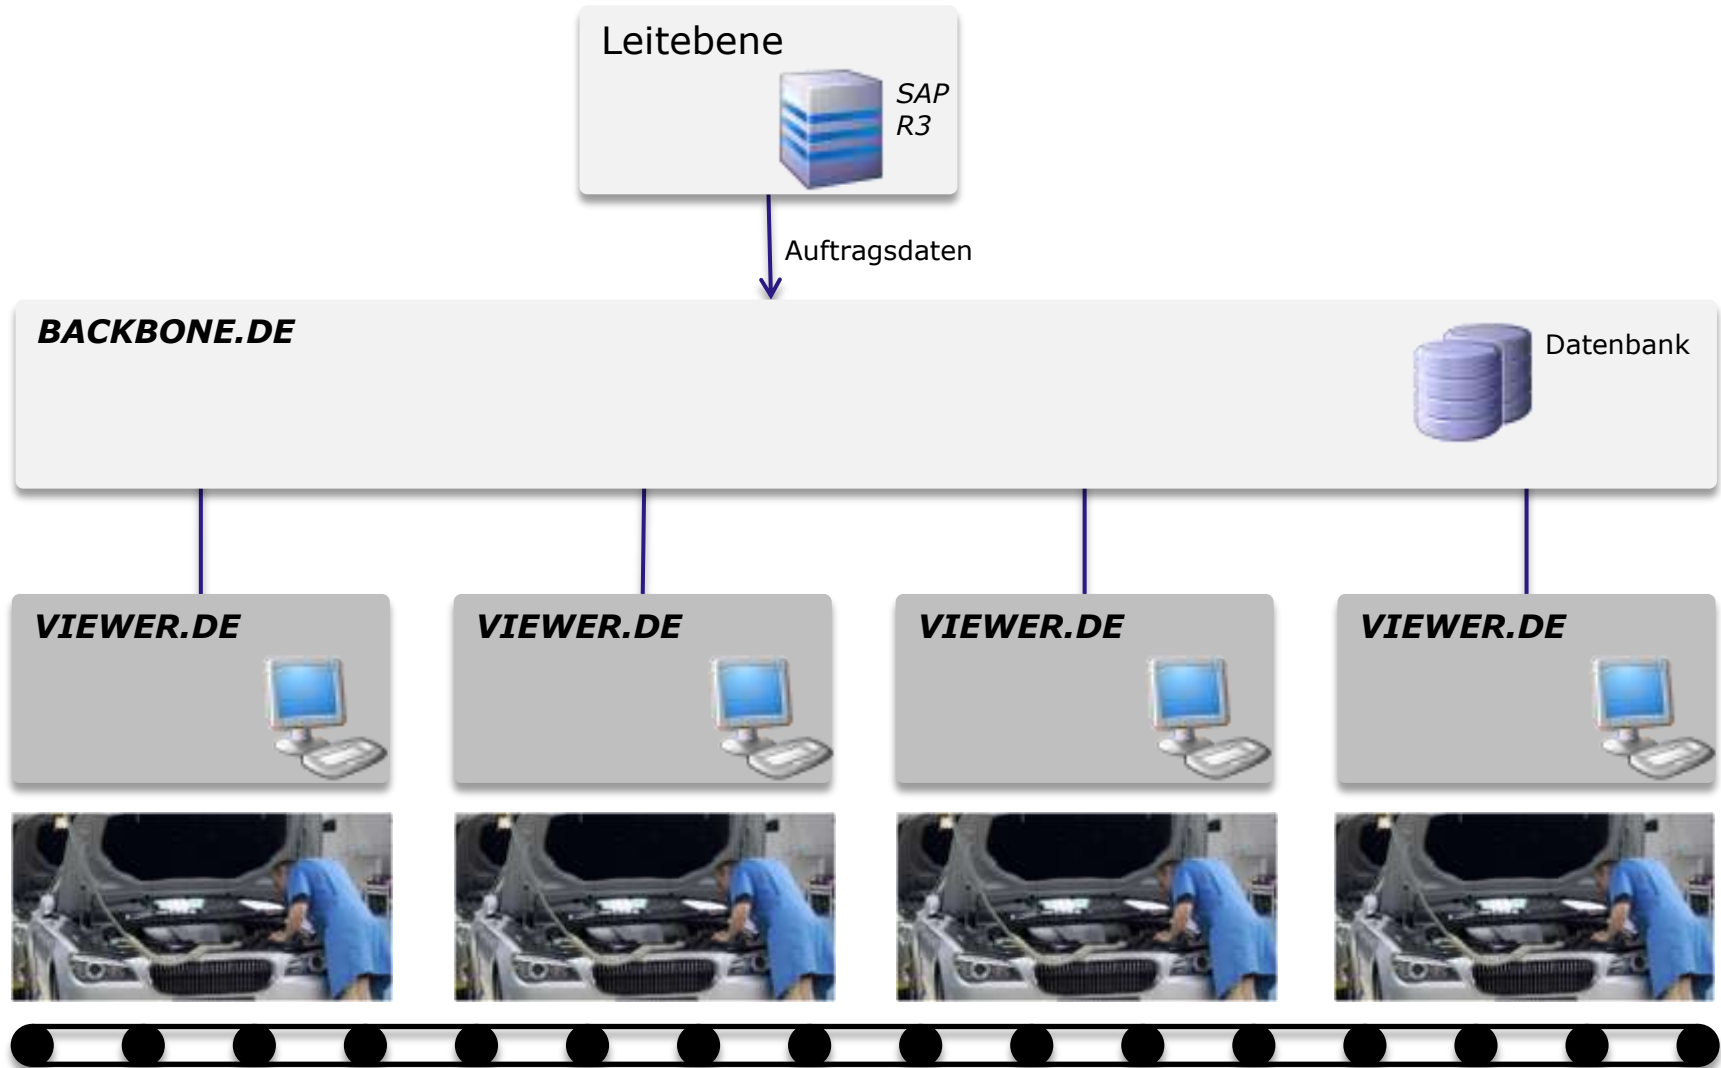 Leitebene
SAP
R3
Auftragsdaten
BACKBONE.DE
Datenbank
VIEWER.DE
VIEWER.DE
VIEWER.DE
VIEWER.DE